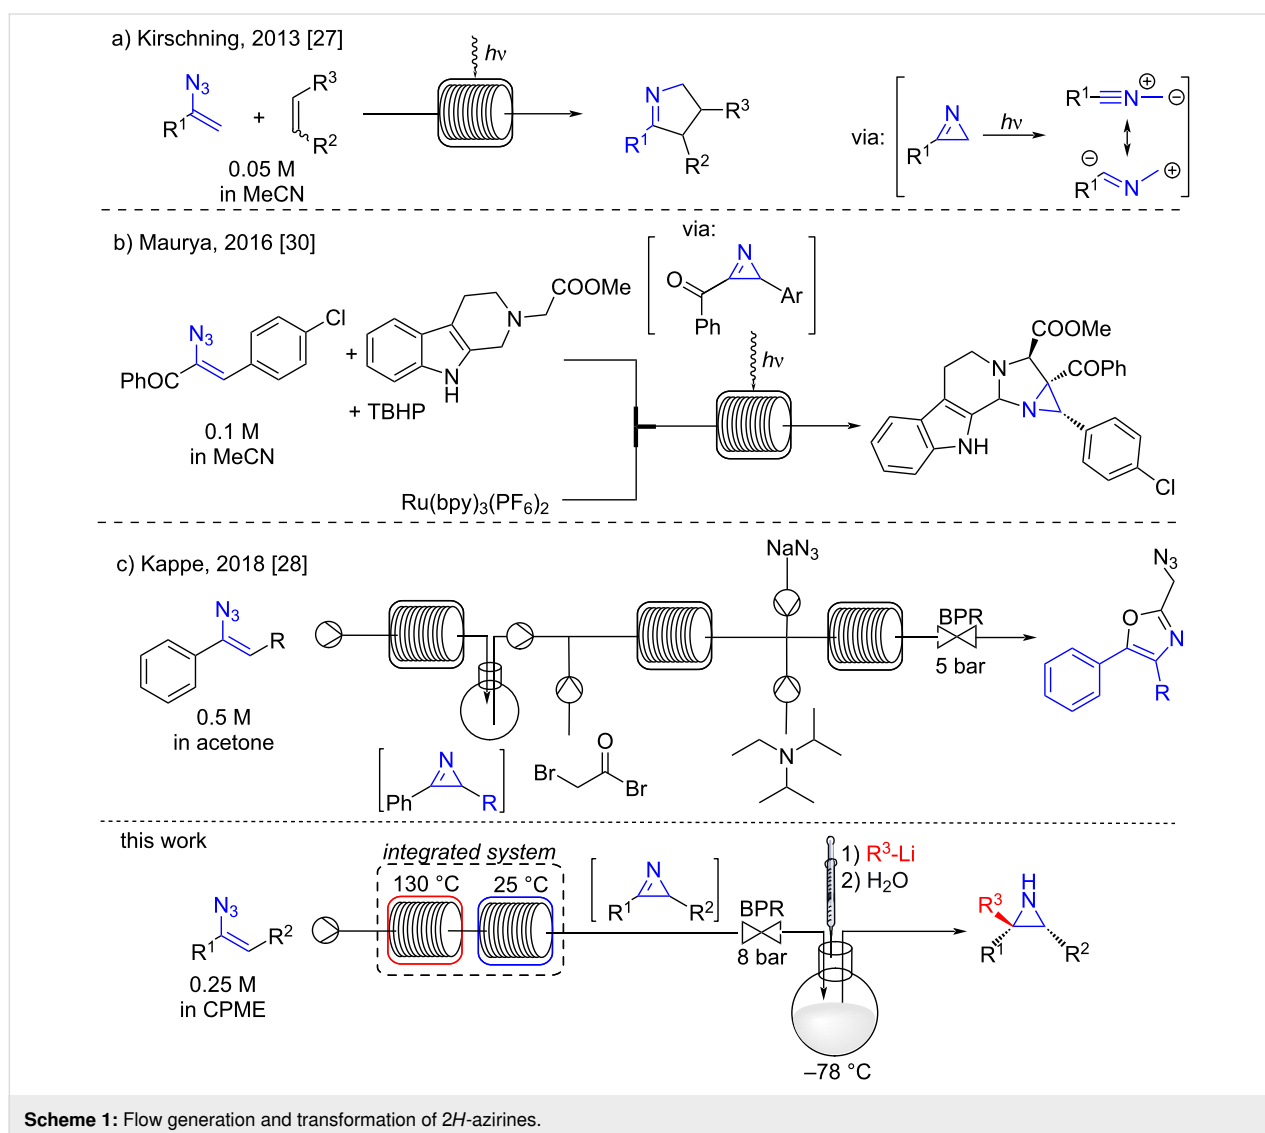 a) Kirschning, 2013 [27]
N3
R1
+
R3
R2
0.05 M
in MeCN
hν
N
R1
R2
R3
via:
N
R1
hν
R1
N
⊕
⊖
⊖
R1
N
⊕
b) Maurya, 2016 [30]
N3
PhOC
Cl
0.1 M
in MeCN
+
N
COOMe
N
H
+ TBHP
Ru(bpy)3(PF6)2
via:
N
O
Ph
Ar
hν
COOMe
N
COPh
N
NH
Cl
c) Kappe, 2018 [28]
N3
R
0.5 M
in acetone
N
Ph
R
O
Br
Br
NaN3
N
BPR
5 bar
N3
O
N
R
this work
N3
R1
R2
0.25 M
in CPME
integrated system
130 °C
25 °C
N
R1
R2
BPR
8 bar
1) R3-Li
2) H2O
–78 °C
H
N
R3
R1
R2
Scheme 1: Flow generation and transformation of 2H-azirines.